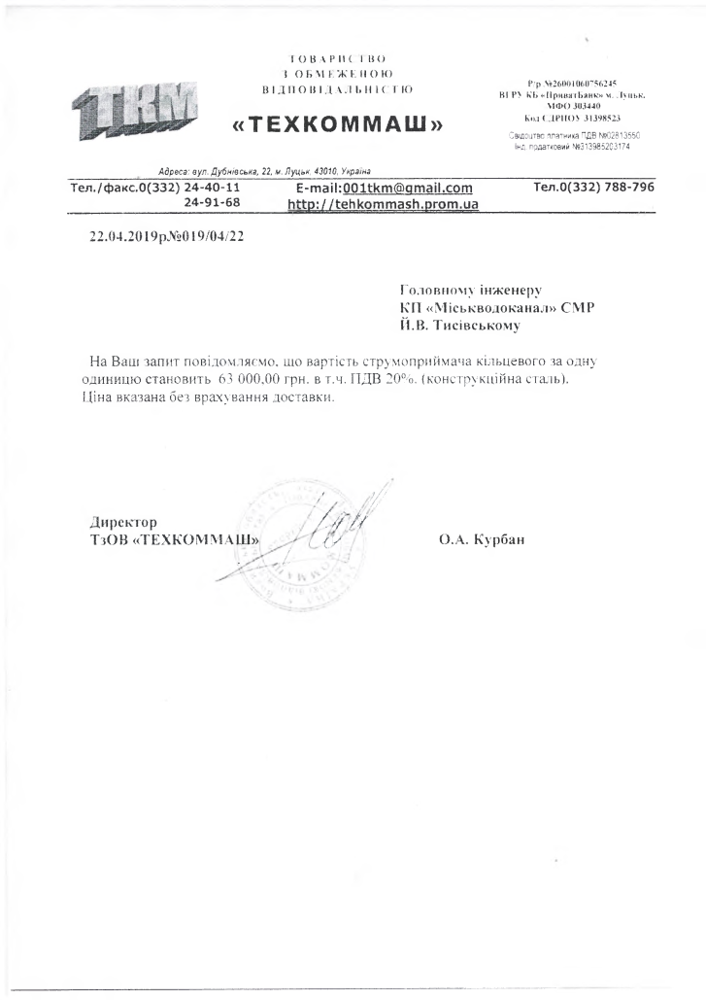 ТОВАРИСТВО
З ОБМЕЖЕНОЮ
ВІДПОВІДАЛЬНІСТЮ
«ТЕХКОММАШ»
ТКМ
Р/р №26001060756245
ВГРУ КБ «ПриватБанк» м. Луцьк.
МФО 303440
Код ЄДРПОУ 31398523
Свідоцтво платника ПДВ №02813550
Інд. податковий №313985203174
Адреса: вул. Дубнівська, 22, м. Луцьк. 43010, Україна
Тел./факс.0(332) 24-40-11 E-mail:001tkm@gmail.com Тел.0(332) 788-796
24-91-68 http://tehkommash.prom.ua
22.04.2019р.№019/04/22
Головному інженеру
КП «Міськводоканал» СМР
Й.В. Тисівському
На Ваш запит повідомляємо, що вартість струмоприймача кільцевого за одну
одиницю становить 63 000,00 грн. в т.ч. ПДВ 20%. (конструкційна сталь).
Ціна вказана без врахування доставки.
Директор
ТзОВ «ТЕХКОММАШ» О.А. Курбан